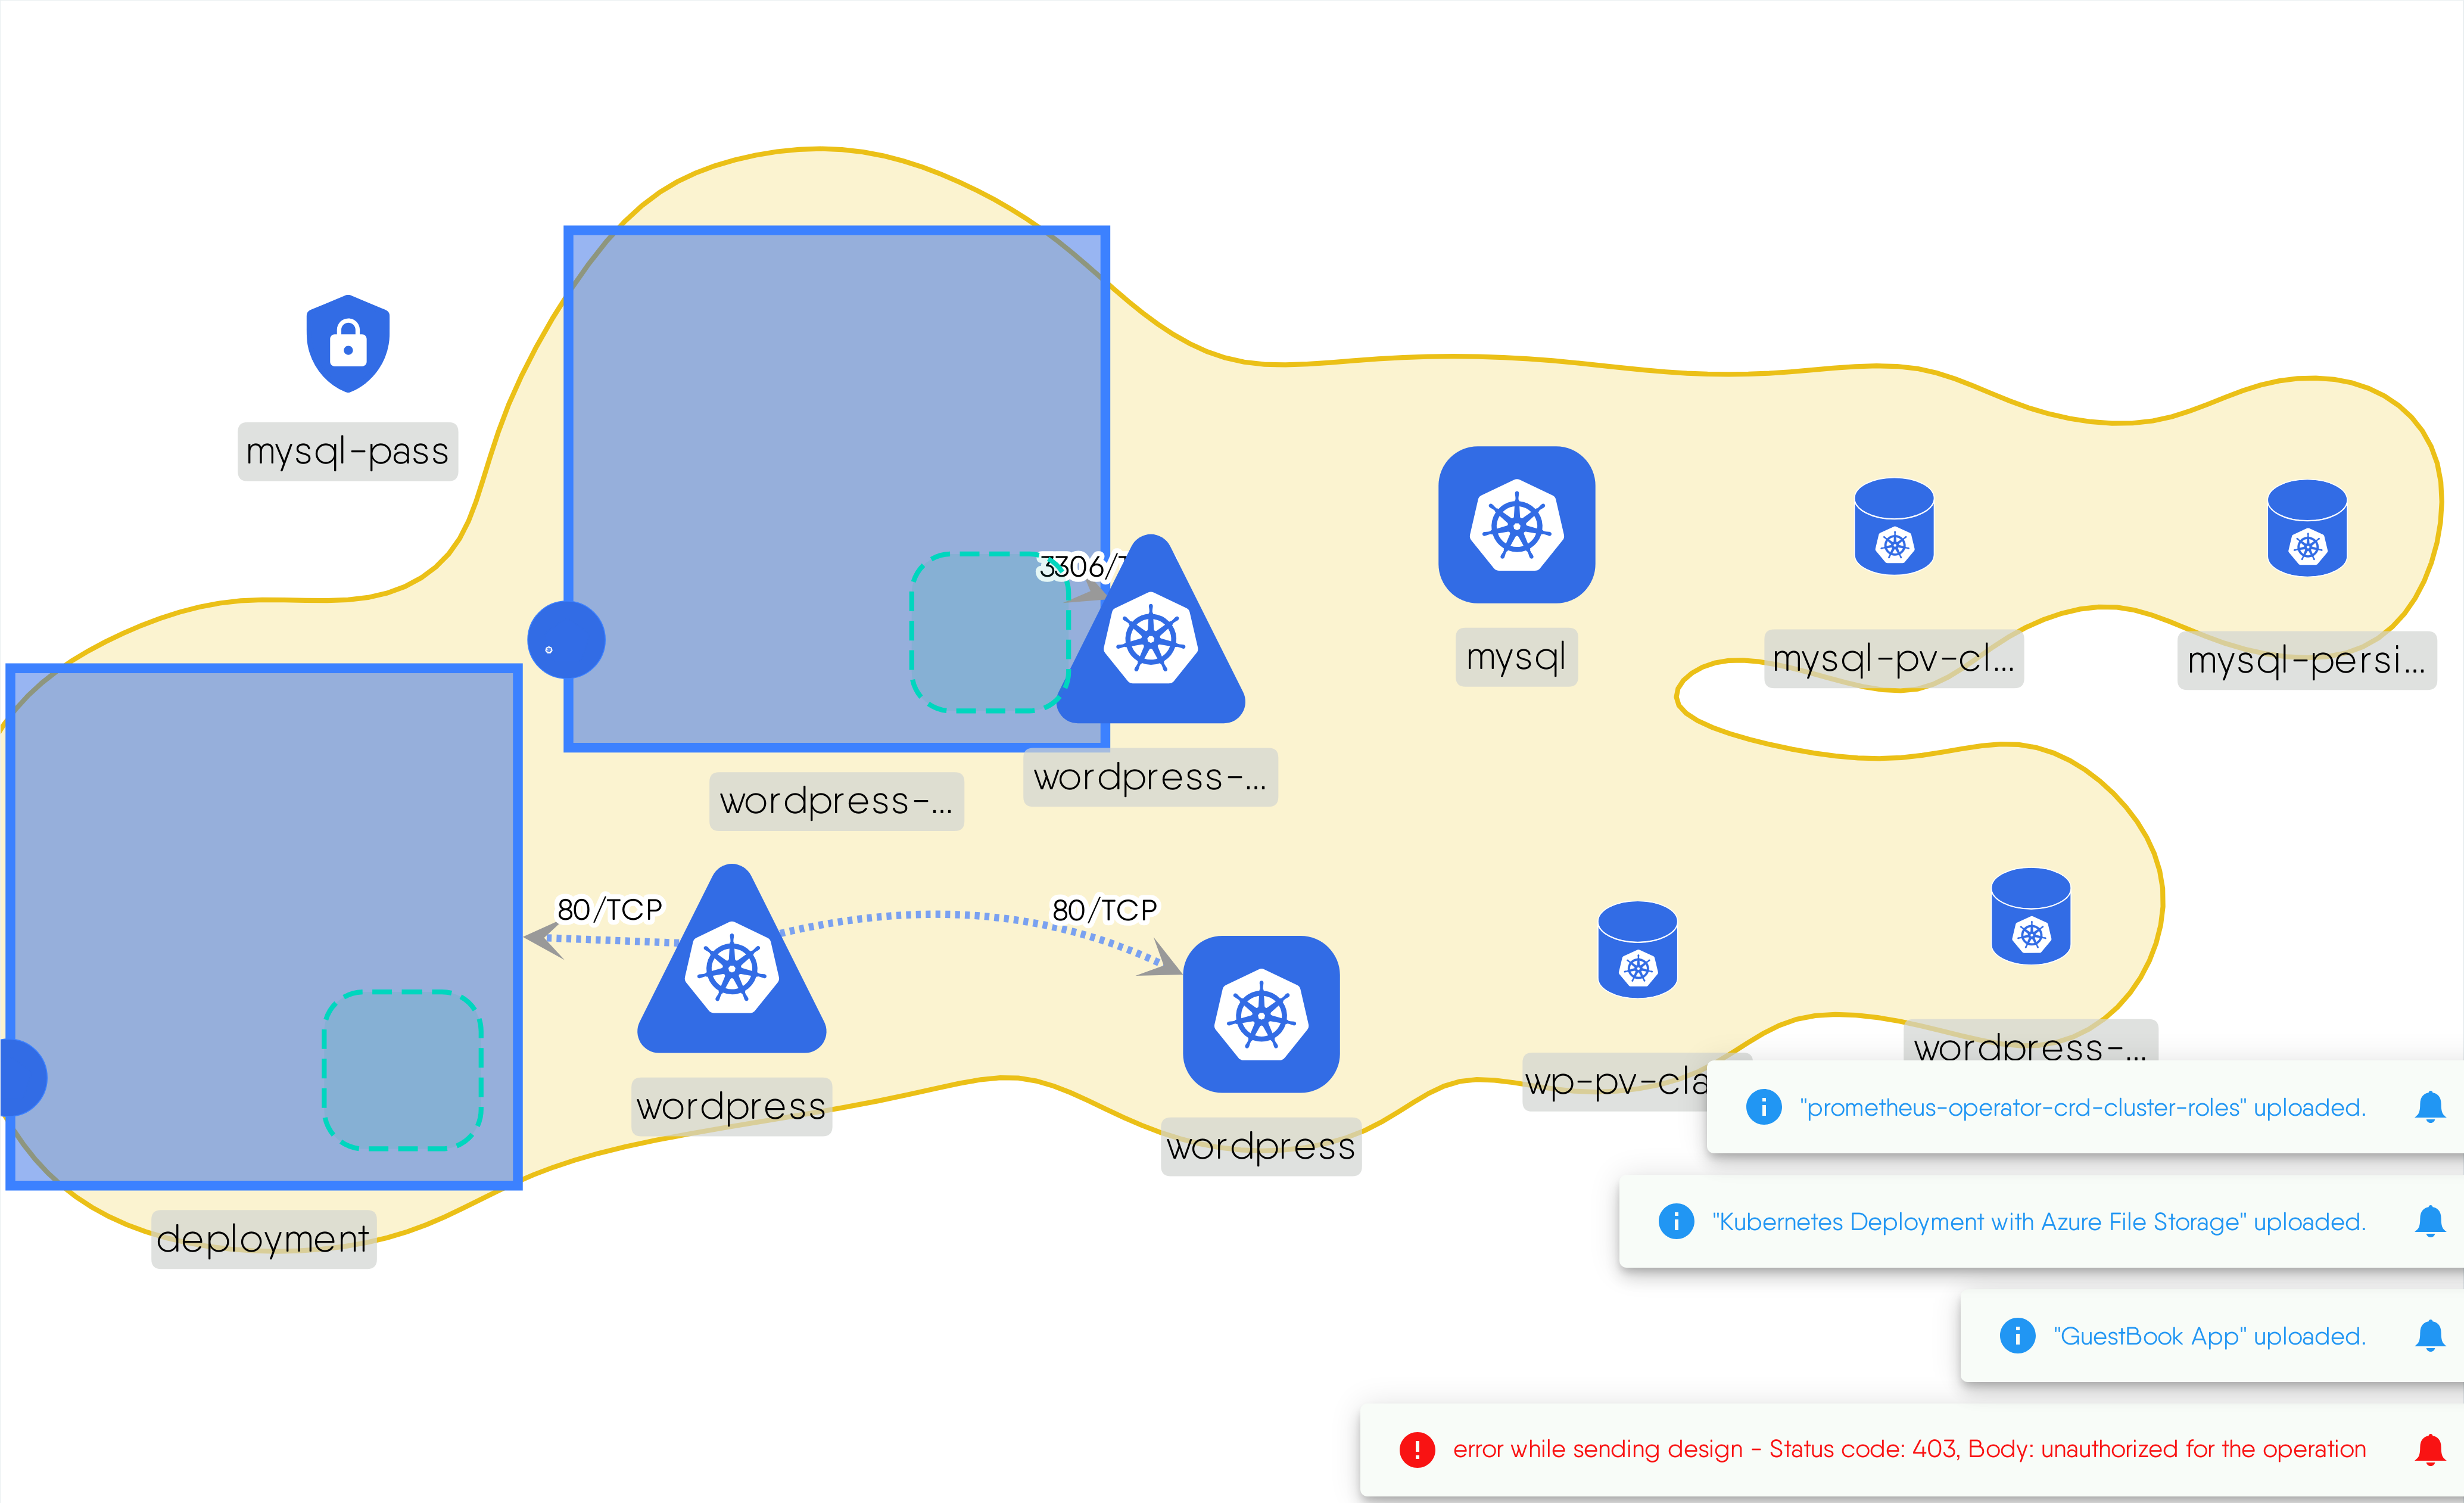 mysql-pass
3306/T
mysql
mysql-pv-cl...
mysql-persi...
wordpress-...
wordpress-...
80/TCP
80/TCP
wordpress
wordpress
wp-pv-cla
wordpress-...
deployment
"prometheus-operator-crd-cluster-roles" uploaded.
"Kubernetes Deployment with Azure File Storage" uploaded.
"GuestBook App" uploaded.
error while sending design - Status code: 403, Body: unauthorized for the operation